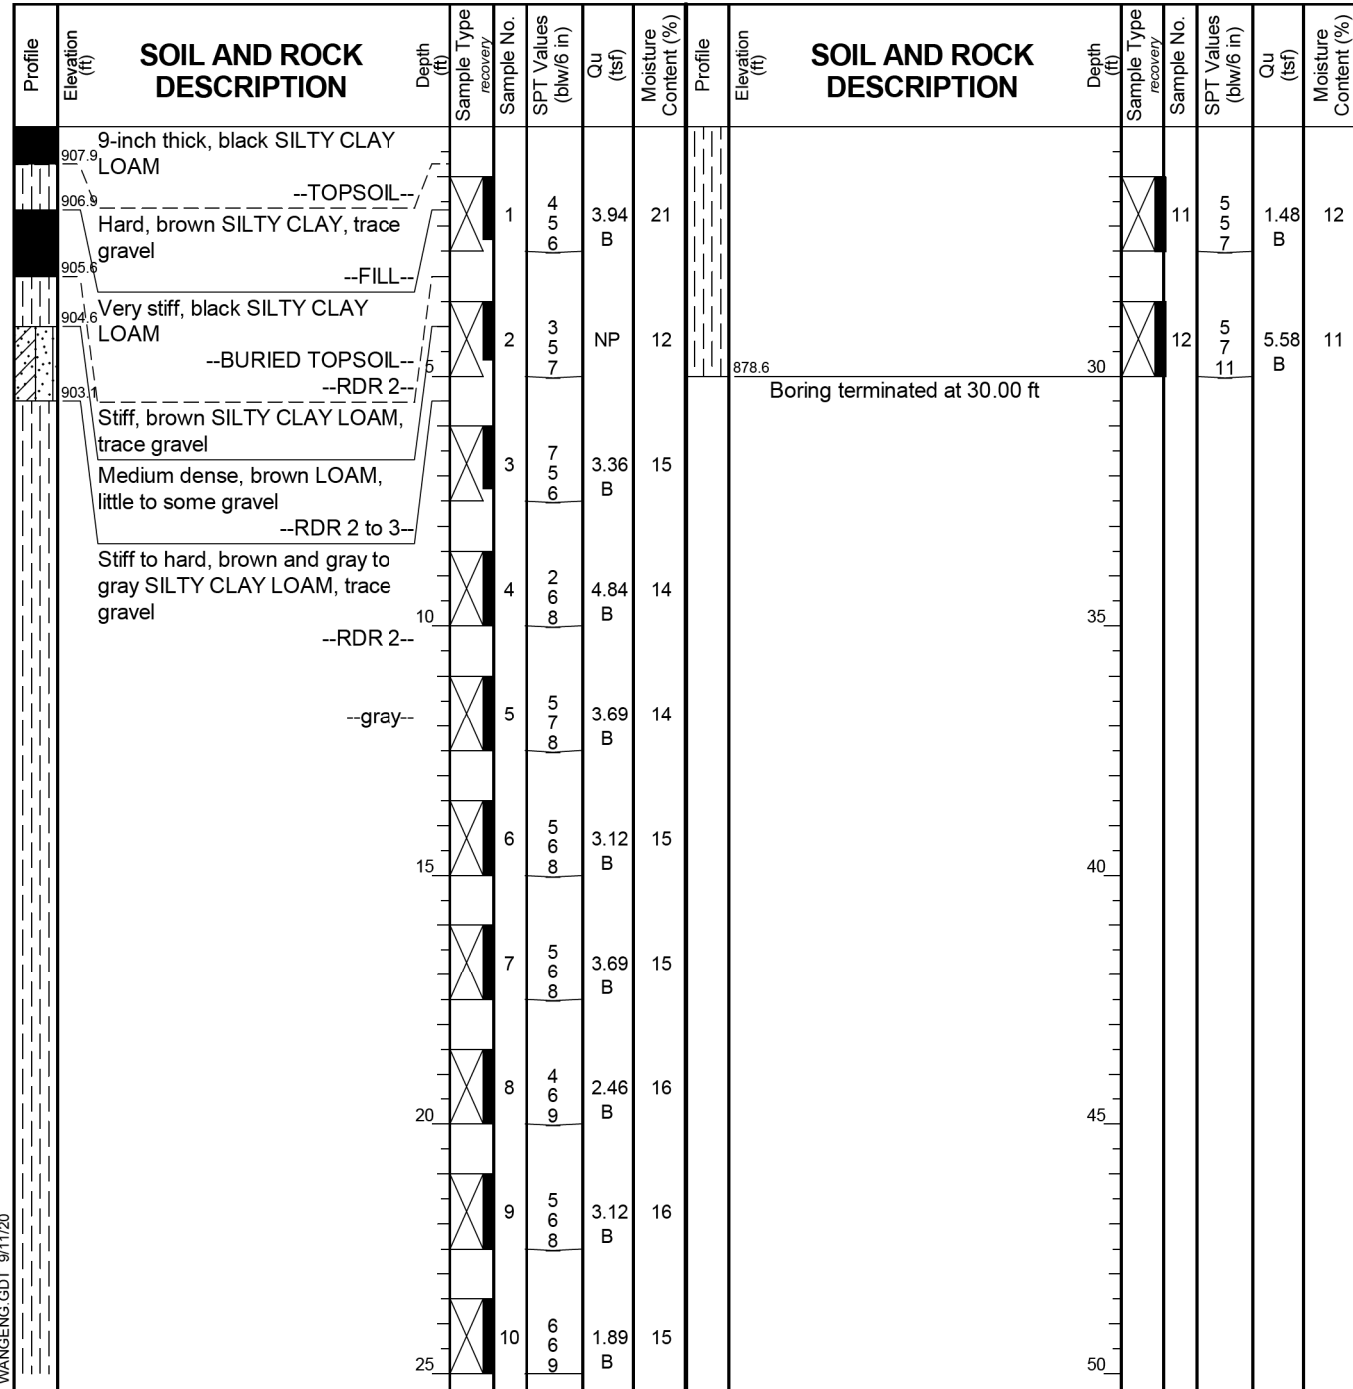 Profile
Elevation
(ft)
SOIL AND ROCK
DESCRIPTION
Depth
(ft)
Sample Type
recovery
Sample No.
SPT Values
(blw/6 in)
Qu
(tsf)
Moisture
Content (%)
907.9
9-inch thick, black SILTY CLAY
LOAM
--TOPSOIL--
906.9
Hard, brown SILTY CLAY, trace
gravel
--FILL--
1
4
5
6
3.94
B
21
905.6
Very stiff, black SILTY CLAY
LOAM
--BURIED TOPSOIL--
--RDR 2--
904.6
2
3
5
7
NP
12
5
903.1
Stiff, brown SILTY CLAY LOAM,
trace gravel
Medium dense, brown LOAM,
little to some gravel
--RDR 2 to 3--
3
7
5
6
3.36
B
15
Stiff to hard, brown and gray to
gray SILTY CLAY LOAM, trace
gravel
--RDR 2--
4
2
6
8
4.84
B
14
10
--gray--
5
5
7
8
3.69
B
14
6
5
6
8
3.12
B
15
15
7
5
6
8
3.69
B
15
8
4
6
9
2.46
B
16
20
9
5
6
8
3.12
B
16
10
6
6
9
1.89
B
15
25
WANGENG.GDT 9/11/20
Profile
Elevation
(ft)
SOIL AND ROCK
DESCRIPTION
Depth
(ft)
Sample Type
recovery
Sample No.
SPT Values
(blw/6 in)
Qu
(tsf)
Moisture
Content (%)
11
5
5
7
1.48
B
12
12
5
7
11
5.58
B
11
878.6
30
Boring terminated at 30.00 ft
35
40
45
50